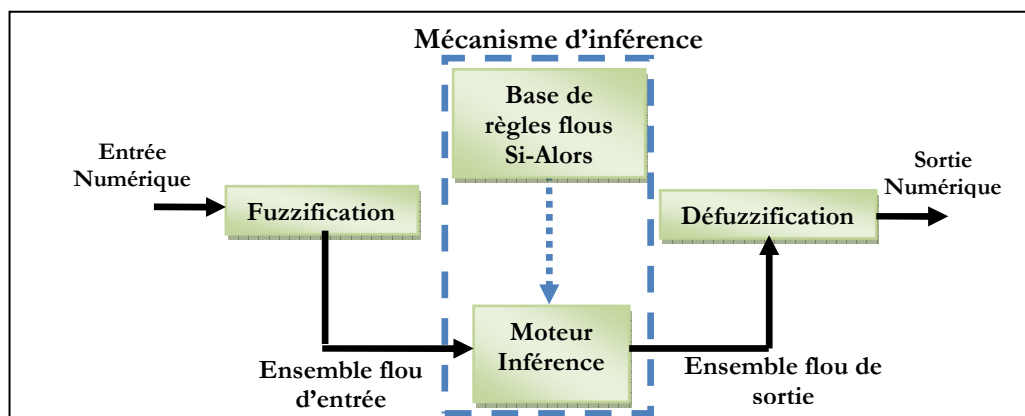 Mécanisme d’inférence
Base de
règles flous
Si-Alors
Entrée
Numérique
Fuzzification
Sortie
Numérique
Défuzzification
Moteur
Inférence
Ensemble flou
d’entrée
Ensemble flou de
sortie